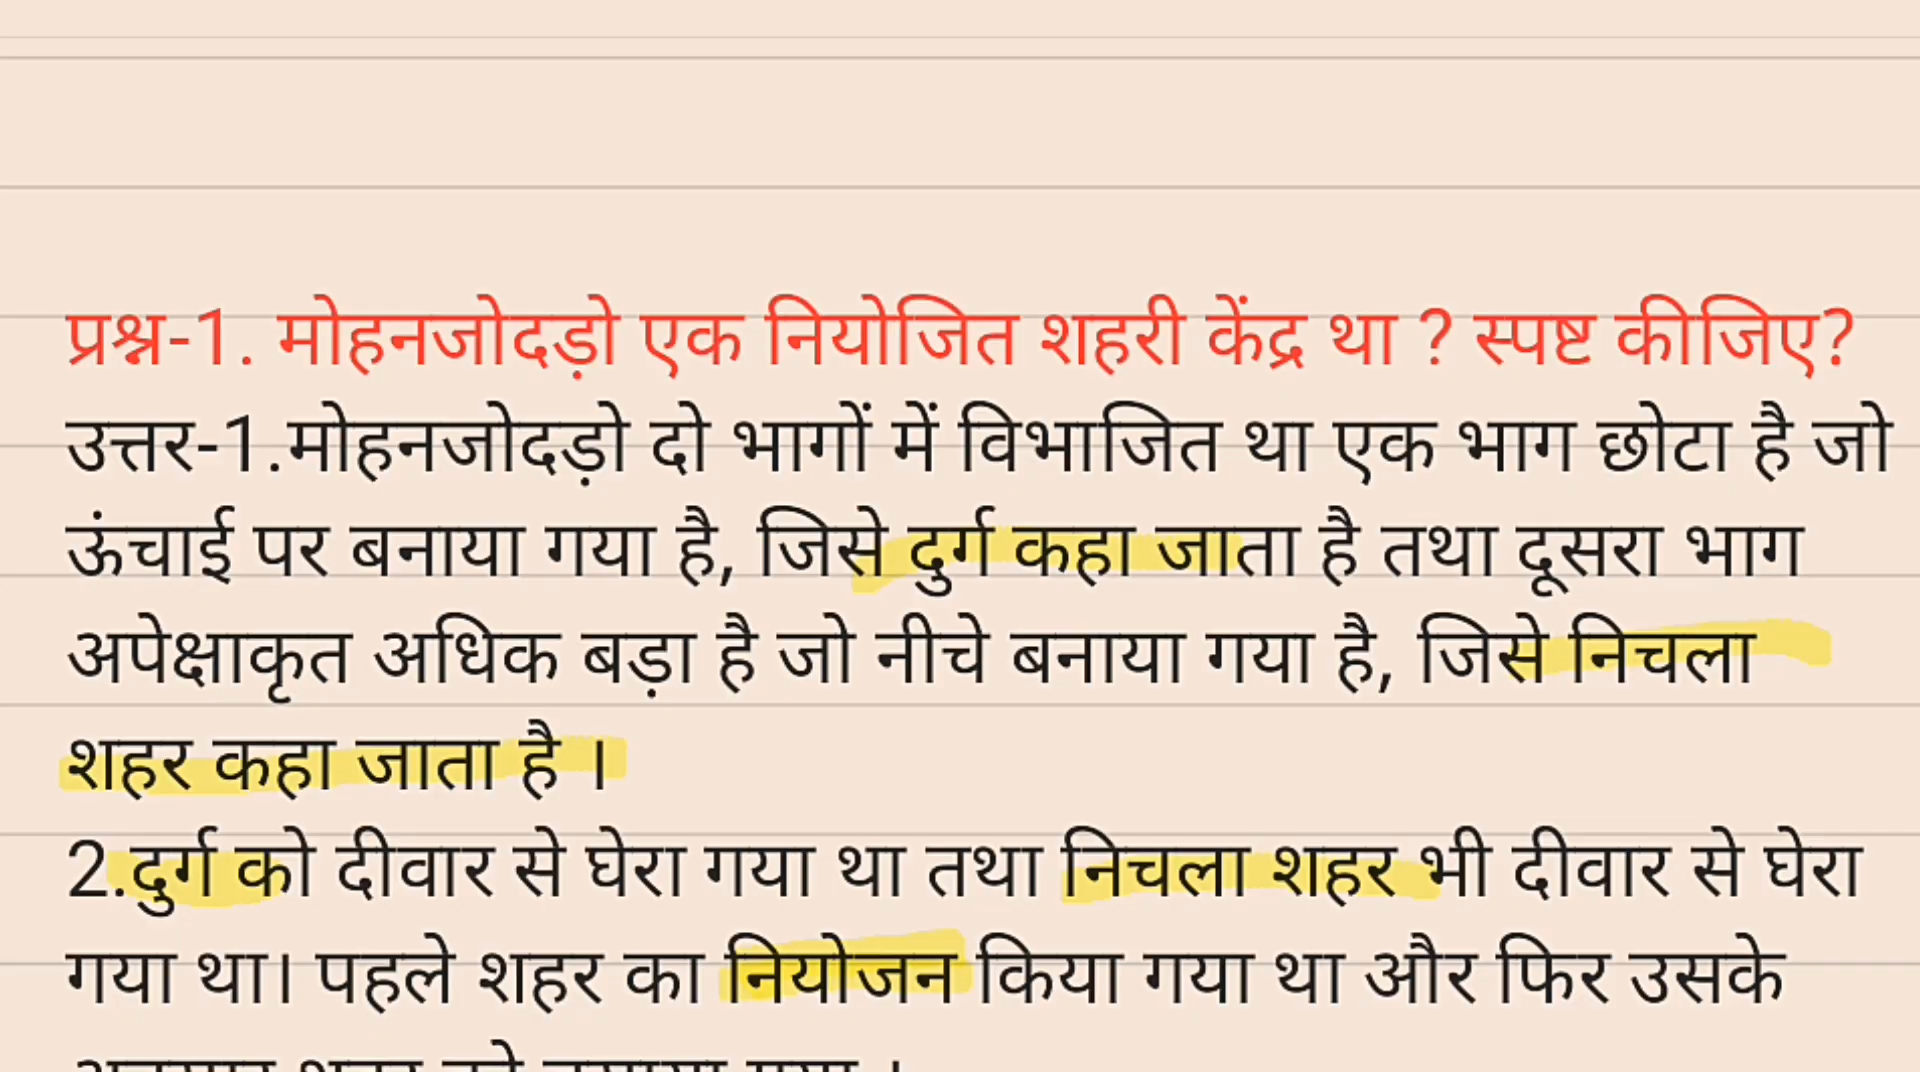 प्रश्न-1. मोहनजोदड़ो एक नियोजित शहरी केंद्र था ? स्पष्ट कीजिए?
उत्तर-1.मोहनजोदड़ो दो भागों में विभाजित था एक भाग छोटा है जो
ऊंचाई पर बनाया गया है, जिसे दुर्ग कहा जाता है तथा दूसरा भाग
अपेक्षाकृत अधिक बड़ा है जो नीचे बनाया गया है, जिसे निचला
शहर कहा जाता है ।
2.दुर्ग को दीवार से घेरा गया था तथा निचला शहर भी दीवार से घेरा
गया था। पहले शहर का नियोजन किया गया था और फिर उसके